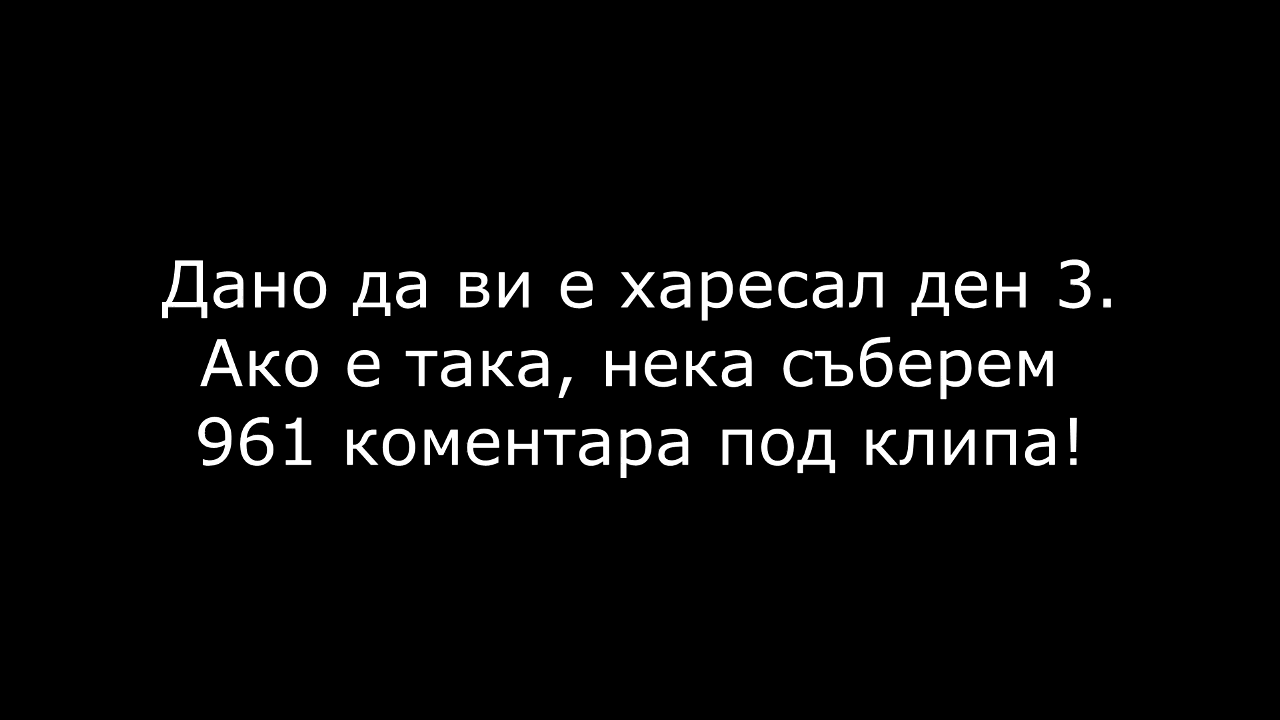 Дано да ви е харесал ден 3.
Ако е така, нека съберем
961 коментара под клипа!